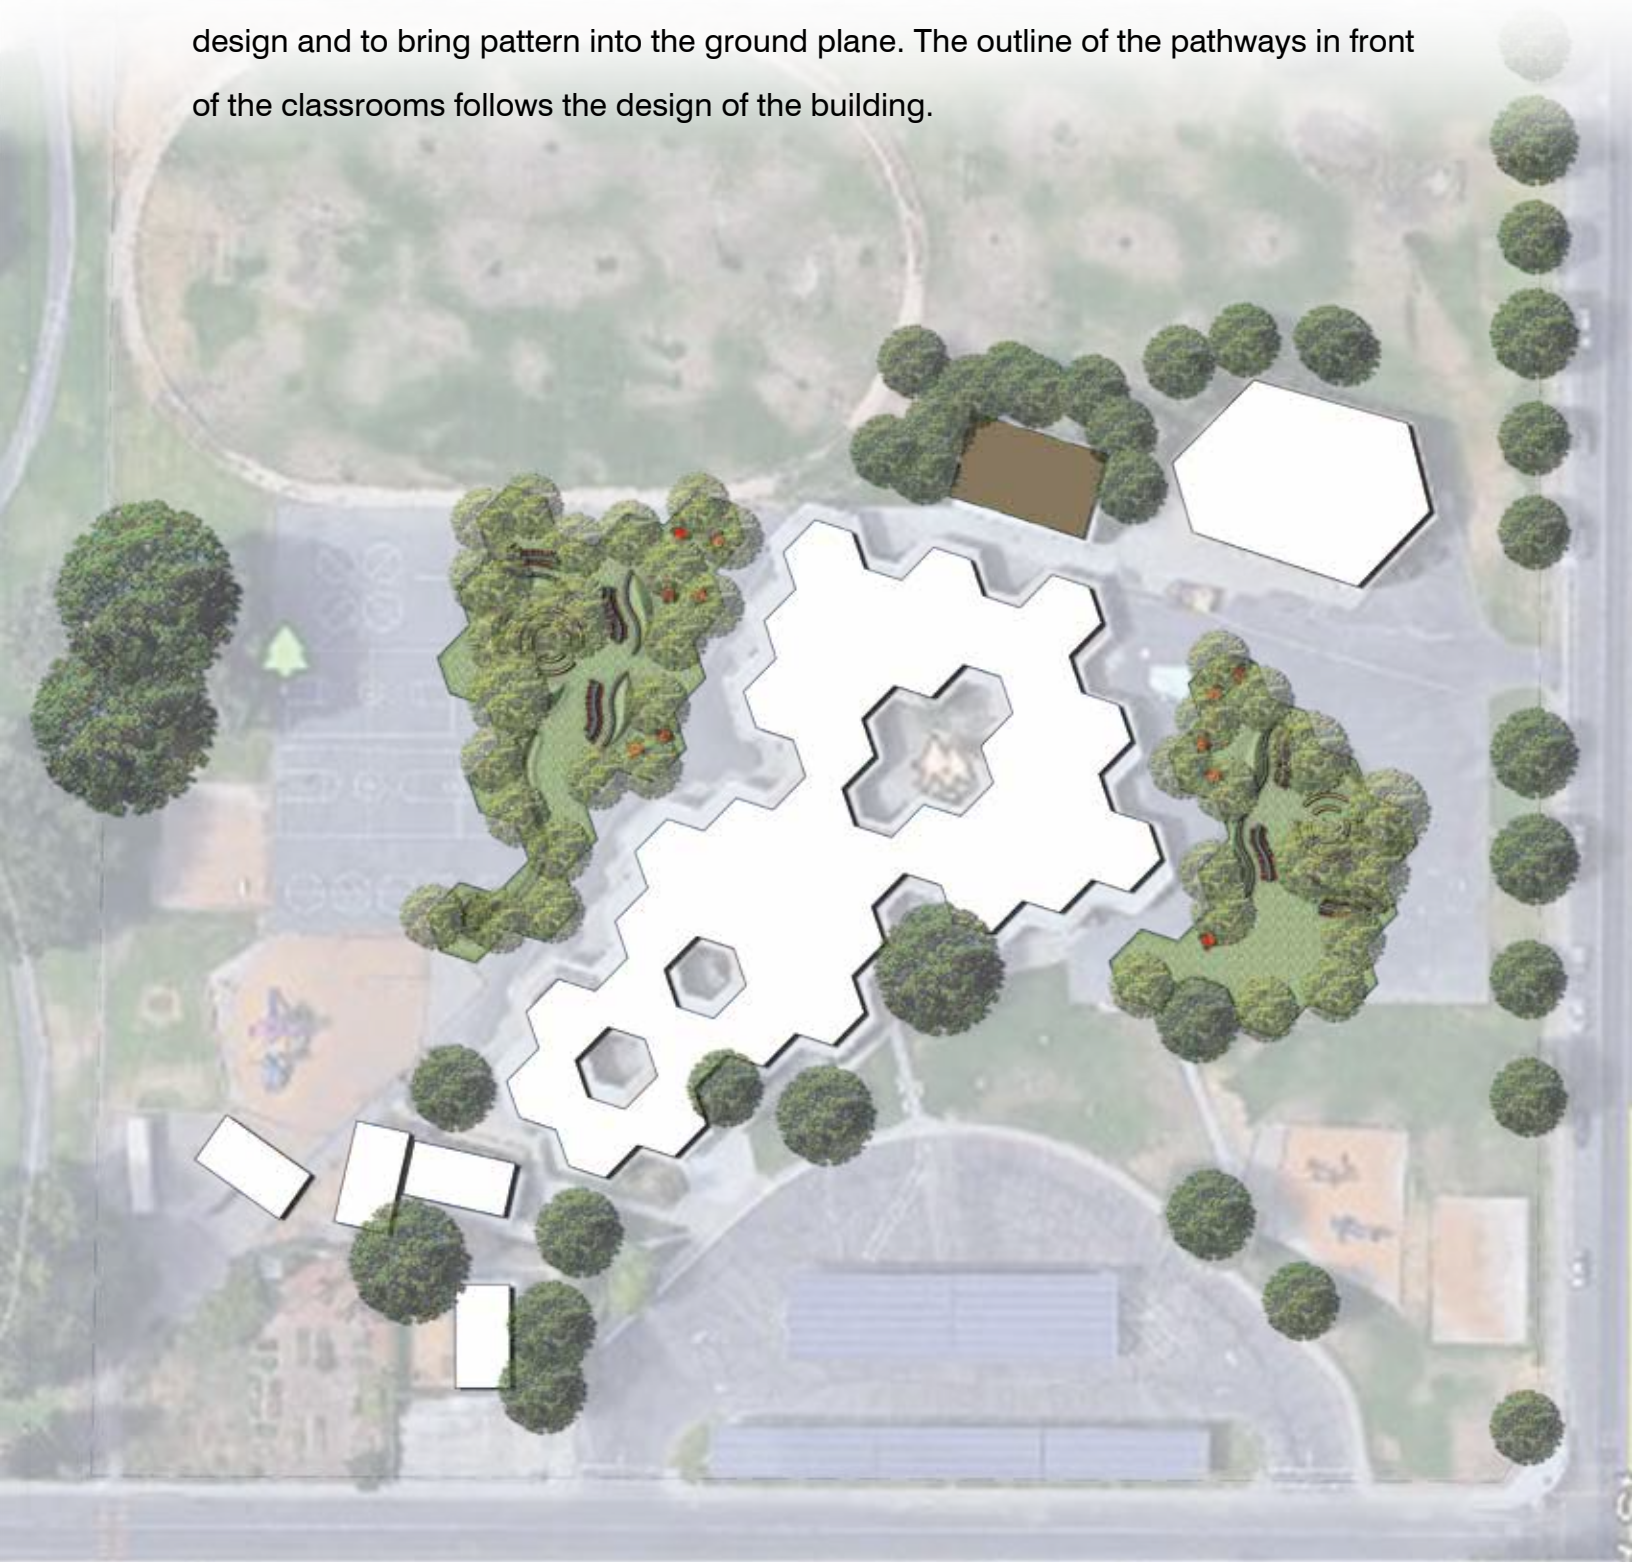 design and to bring pattern into the ground plane. The outline of the pathways in front
of the classrooms follows the design of the building.